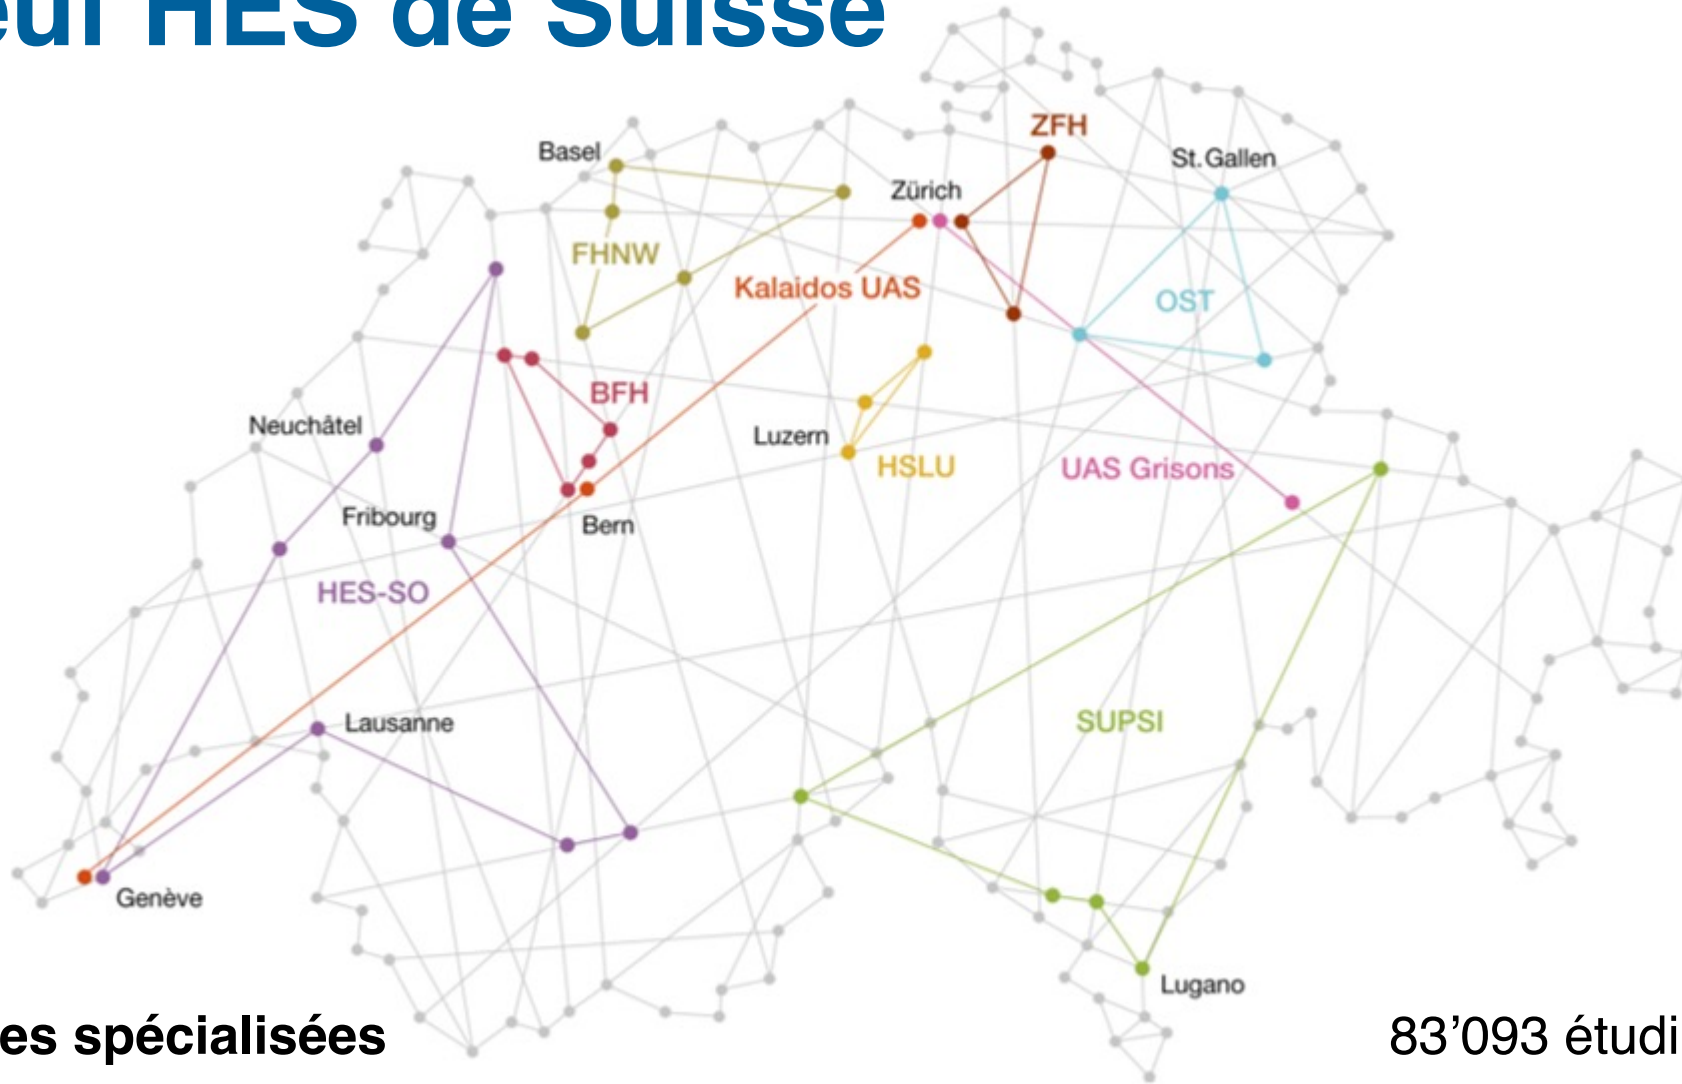 euf HES de Suisse
ZFH
Basel
St.Gallen
Zürich
FHNW
Kalaidos UAS
OST
BFH
Neuchâtel
Luzern
HSLU
UAS Grisons
Fribourg
Bern
HES-SO
Lausanne
SUPSI
Genève
Lugano
es spécialisées
83’093 étudi